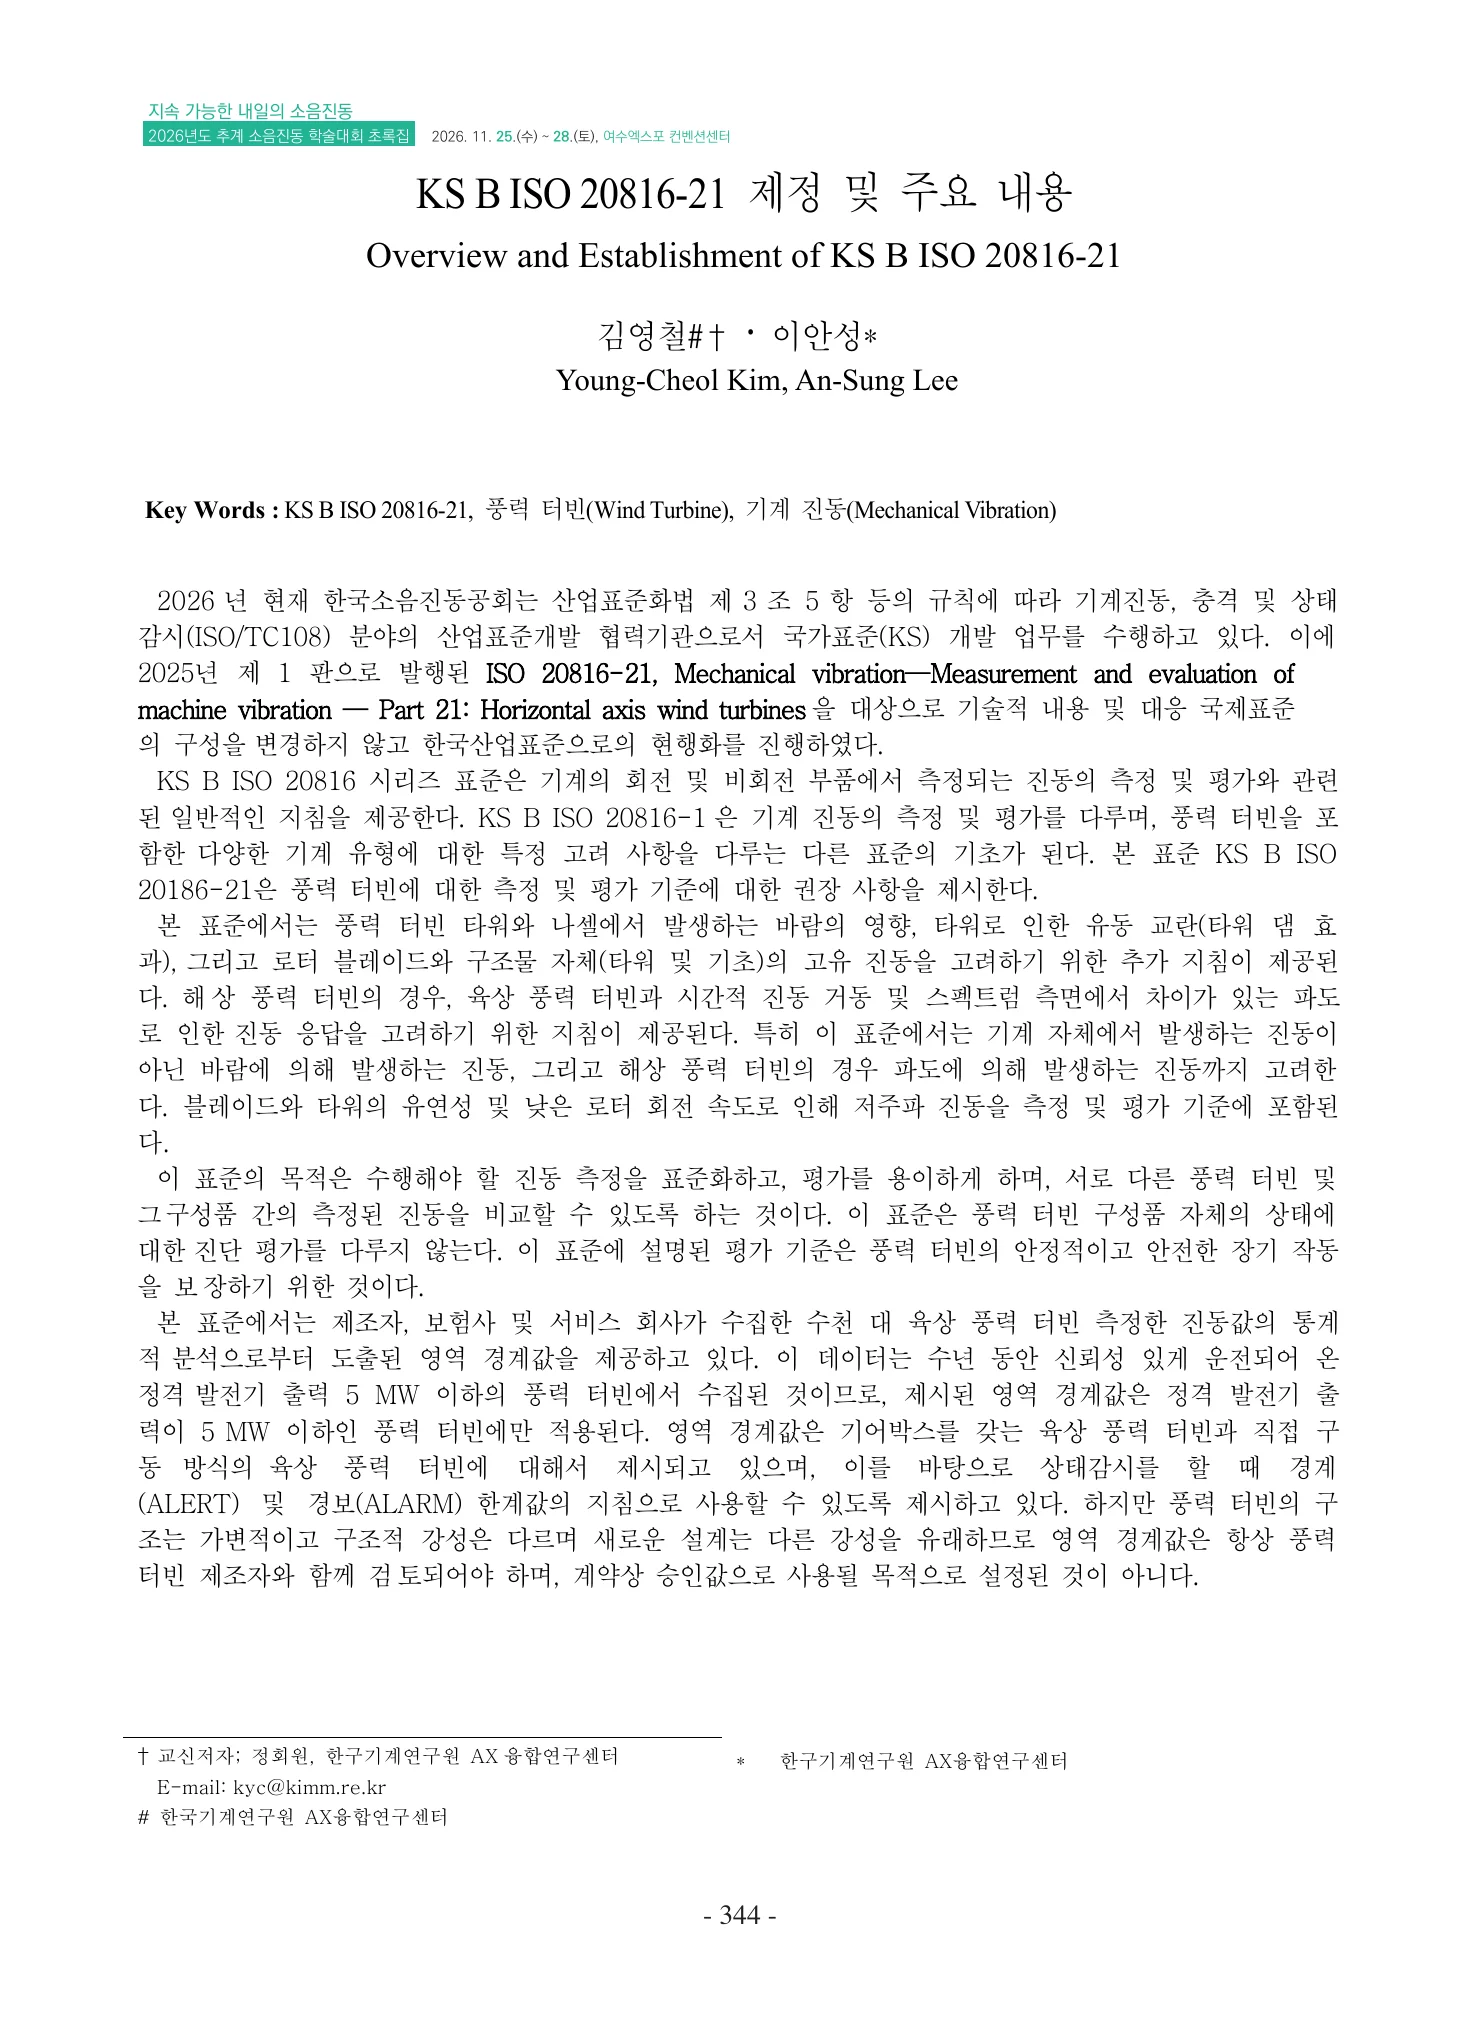 지속 가능한 내일의 소음진동
2026년도 추계 소음진동 학술대회 초록집 2026. 11. 25.(수) ~ 28.(토), 여수엑스포 컨벤션센터
KS B ISO 20816-21 제정 및 주요 내용
Overview and Establishment of KS B ISO 20816-21
김영철#† · 이안성*
Young-Cheol Kim, An-Sung Lee
Key Words : KS B ISO 20816-21, 풍력 터빈(Wind Turbine), 기계 진동(Mechanical Vibration)
2026 년 현재 한국소음진동공회는 산업표준화법 제 3 조 5 항 등의 규칙에 따라 기계진동, 충격 및 상태
감시(ISO/TC108) 분야의 산업표준개발 협력기관으로서 국가표준(KS) 개발 업무를 수행하고 있다. 이에
2025년 제 1 판으로 발행된 ISO 20816-21, Mechanical vibration—Measurement and evaluation of
machine vibration — Part 21: Horizontal axis wind turbines 을 대상으로 기술적 내용 및 대응 국제표준
의 구성을 변경하지 않고 한국산업표준으로의 현행화를 진행하였다.
KS B ISO 20816 시리즈 표준은 기계의 회전 및 비회전 부품에서 측정되는 진동의 측정 및 평가와 관련
된 일반적인 지침을 제공한다. KS B ISO 20816-1 은 기계 진동의 측정 및 평가를 다루며, 풍력 터빈을 포
함한 다양한 기계 유형에 대한 특정 고려 사항을 다루는 다른 표준의 기초가 된다. 본 표준 KS B ISO
20186-21은 풍력 터빈에 대한 측정 및 평가 기준에 대한 권장 사항을 제시한다.
본 표준에서는 풍력 터빈 타워와 나셀에서 발생하는 바람의 영향, 타워로 인한 유동 교란(타워 댐 효
과), 그리고 로터 블레이드와 구조물 자체(타워 및 기초)의 고유 진동을 고려하기 위한 추가 지침이 제공된
다. 해상 풍력 터빈의 경우, 육상 풍력 터빈과 시간적 진동 거동 및 스펙트럼 측면에서 차이가 있는 파도
로 인한 진동 응답을 고려하기 위한 지침이 제공된다. 특히 이 표준에서는 기계 자체에서 발생하는 진동이
아닌 바람에 의해 발생하는 진동, 그리고 해상 풍력 터빈의 경우 파도에 의해 발생하는 진동까지 고려한
다. 블레이드와 타워의 유연성 및 낮은 로터 회전 속도로 인해 저주파 진동을 측정 및 평가 기준에 포함된
다.
이 표준의 목적은 수행해야 할 진동 측정을 표준화하고, 평가를 용이하게 하며, 서로 다른 풍력 터빈 및
그 구성품 간의 측정된 진동을 비교할 수 있도록 하는 것이다. 이 표준은 풍력 터빈 구성품 자체의 상태에
대한 진단 평가를 다루지 않는다. 이 표준에 설명된 평가 기준은 풍력 터빈의 안정적이고 안전한 장기 작동
을 보장하기 위한 것이다.
본 표준에서는 제조자, 보험사 및 서비스 회사가 수집한 수천 대 육상 풍력 터빈 측정한 진동값의 통계
적 분석으로부터 도출된 영역 경계값을 제공하고 있다. 이 데이터는 수년 동안 신뢰성 있게 운전되어 온
정격 발전기 출력 5 MW 이하의 풍력 터빈에서 수집된 것이므로, 제시된 영역 경계값은 정격 발전기 출
력이 5 MW 이하인 풍력 터빈에만 적용된다. 영역 경계값은 기어박스를 갖는 육상 풍력 터빈과 직접 구
동 방식의 육상 풍력 터빈에 대해서 제시되고 있으며, 이를 바탕으로 상태감시를 할 때 경계
(ALERT) 및 경보(ALARM) 한계값의 지침으로 사용할 수 있도록 제시하고 있다. 하지만 풍력 터빈의 구
조는 가변적이고 구조적 강성은 다르며 새로운 설계는 다른 강성을 유래하므로 영역 경계값은 항상 풍력
터빈 제조자와 함께 검토되어야 하며, 계약상 승인값으로 사용될 목적으로 설정된 것이 아니다.
† 교신저자; 정회원, 한구기계연구원 AX 융합연구센터
E-mail: kyc@kimm.re.kr
# 한국기계연구원 AX융합연구센터
* 한구기계연구원 AX융합연구센터
- 344 -